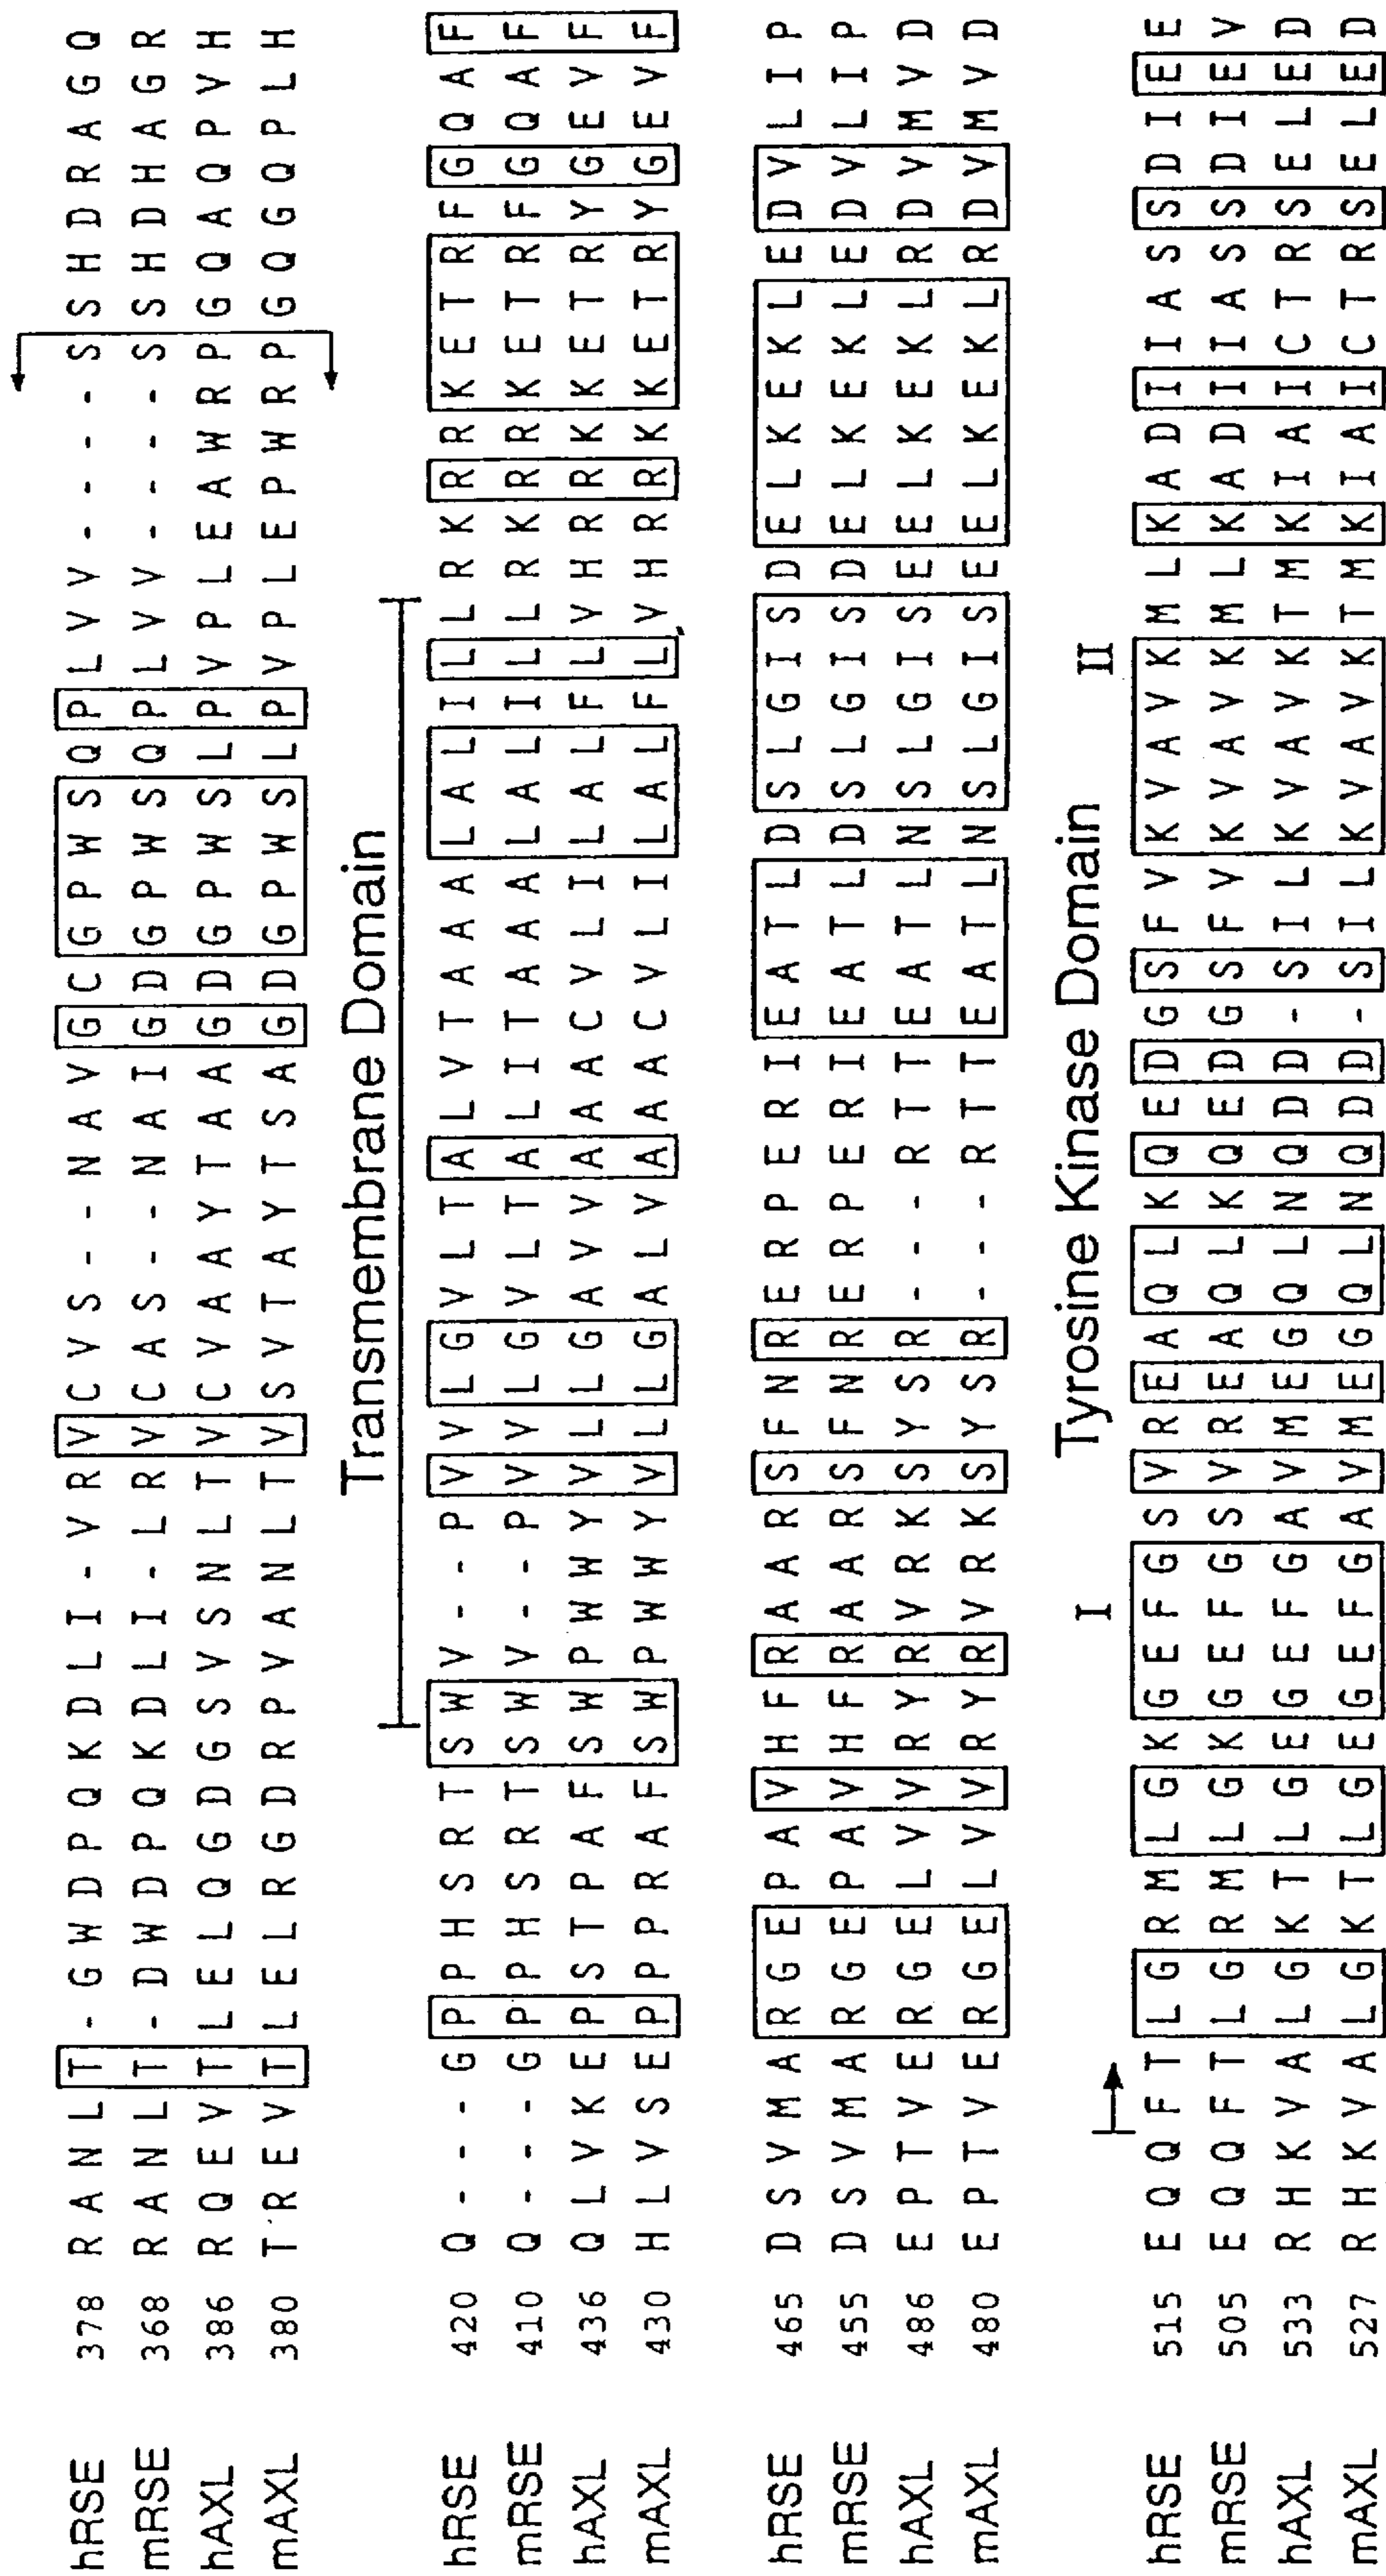 hRSE 378 R A N L T - G W D P Q K D L I - V R V C V S - - N A V G C G P W S Q P L V V - - - - S S H D R A G Q
mRSE 368 R A N L T - D W D P Q K D L I - L R V C A S - - N A I G D G P W S Q P L V V - - - - S S H D H A G R
hAXL 386 R Q E V T L E L Q G D G S V S N L T V C V A A Y T A A G D G P W S L P V P L E A W R P G Q A Q P V H
mAXL 380 T R E V T L E L R G D R P V A N L T V S V T A Y T S A G D G P W S L P V P L E P W R P G Q G Q P L H
Transmembrane Domain
hRSE 420 Q - - - G P P H S R T S W V - - P V V L G V L T A L V T A A A L A L I L L R K R R K E T R F G Q A F
mRSE 410 Q - - - G P P H S R T S W V - - P V V L G V L T A L I T A A A L A L I L L R K R R K E T R F G Q A F
hAXL 436 Q L V K E P S T P A F S W P W W Y V L L G A V V A A A C V L I L A L F L V H R R K K E T R Y G E V F
mAXL 430 H L V S E P P R A F S W P W W Y V L L G A L V A A A C V L I L A L F L V H R R K K E T R Y G E V F
hRSE 465 D S V M A R G E P A V H F R A A R S F N R E R P E R I E A T L D S L G I S D E L K E K L E D V L I P
mRSE 455 D S V M A R G E P A V H F R A A R S F N R E R P E R I E A T L D S L G I S D E L K E K L E D V L I P
hAXL 486 E P T V E R G E L V V R Y R V R K S Y S R - - - R T T E A T L N S L G I S E E L K E K L R D V M V D
mAXL 480 E P T V E R G E L V V R Y R V R K S Y S R - - - R T T E A T L N S L G I S E E L K E K L R D V M V D
Tyrosine Kinase Domain
I II
hRSE 515 E Q Q F T L G R M L G K G E F G S V R E A Q L K Q E D G S F V K V A V K M L K A D I I A S S D I E E
mRSE 505 E Q Q F T L G R M L G K G E F G S V R E A Q L K Q E D G S F V K V A V K M L K A D I I A S S D I E V
hAXL 533 R H K V A L G K T L G E G E F G A V M E G Q L N Q D D - S I L K V A V K T M K I A I C T R S E L E D
mAXL 527 R H K V A L G K T L G E G E F G A V M E G Q L N Q D D - S I L K V A V K T M K I A I C T R S E L E D